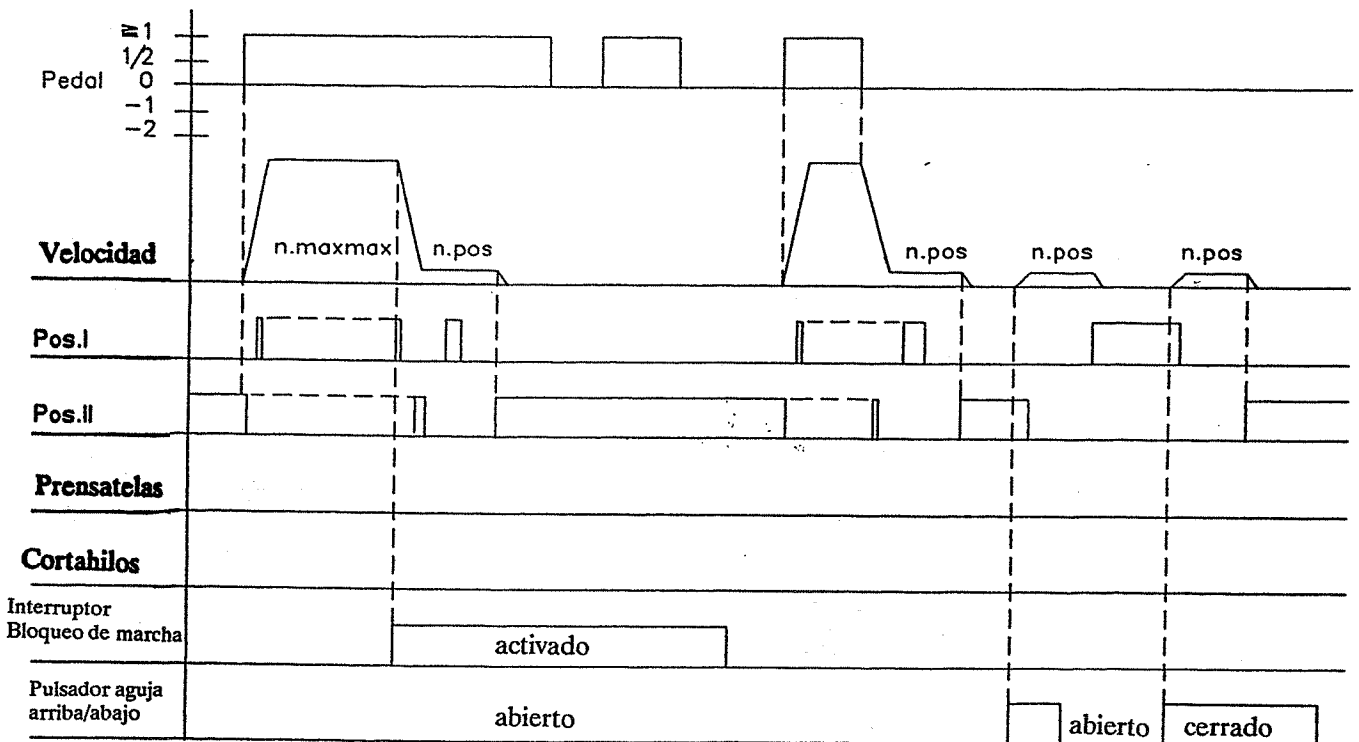 ≧1
1/2
Pedal 0
−1
−2
Velocidad n.maxmax n.pos n.pos n.pos n.pos
Pos.I
Pos.II
Prensatelas
Cortahilos
Interruptor
Bloqueo de marcha activado
Pulsador aguja
arriba/abajo abierto abierto cerrado